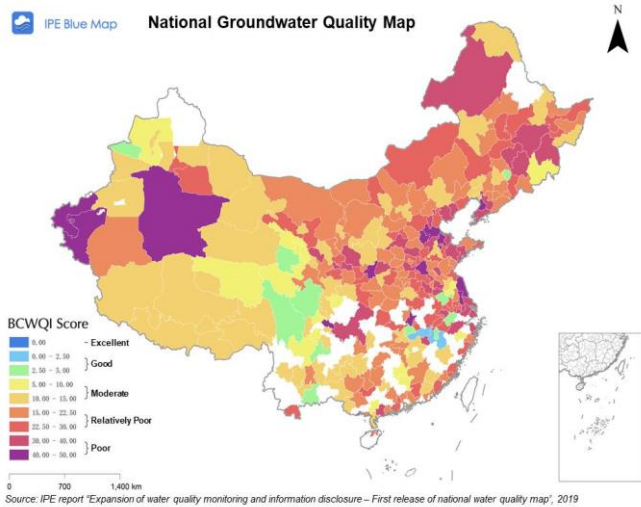 IPE Blue Map
National Groundwater Quality Map
N
BCWQI Score
0.00
0.00 - 2.50
2.50 - 5.00
5.00 - 10.00
10.00 - 15.00
15.00 - 22.50
22.50 - 30.00
30.00 - 40.00
40.00 - 50.00
- Excellent
Good
Moderate
Relatively Poor
Poor
0 700 1,400 km
Source: IPE report "Expansion of water quality monitoring and information disclosure – First release of national water quality map", 2019